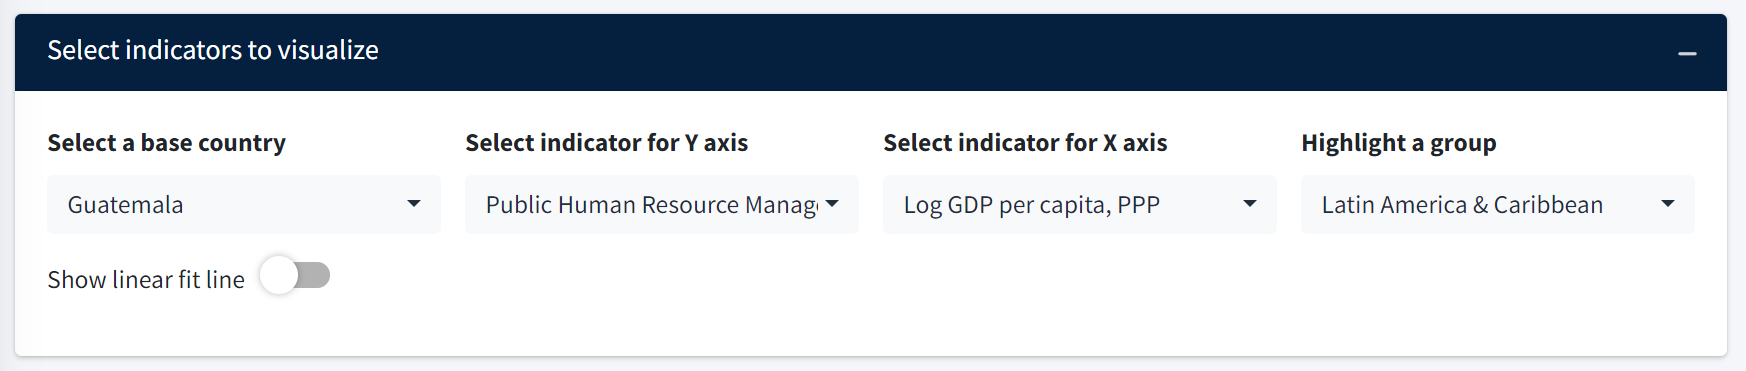 Select indicators to visualize
Select a base country
Select indicator for Y axis
Select indicator for X axis
Highlight a group
Guatemala
Public Human Resource Manag
Log GDP per capita, PPP
Latin America & Caribbean
Show linear fit line